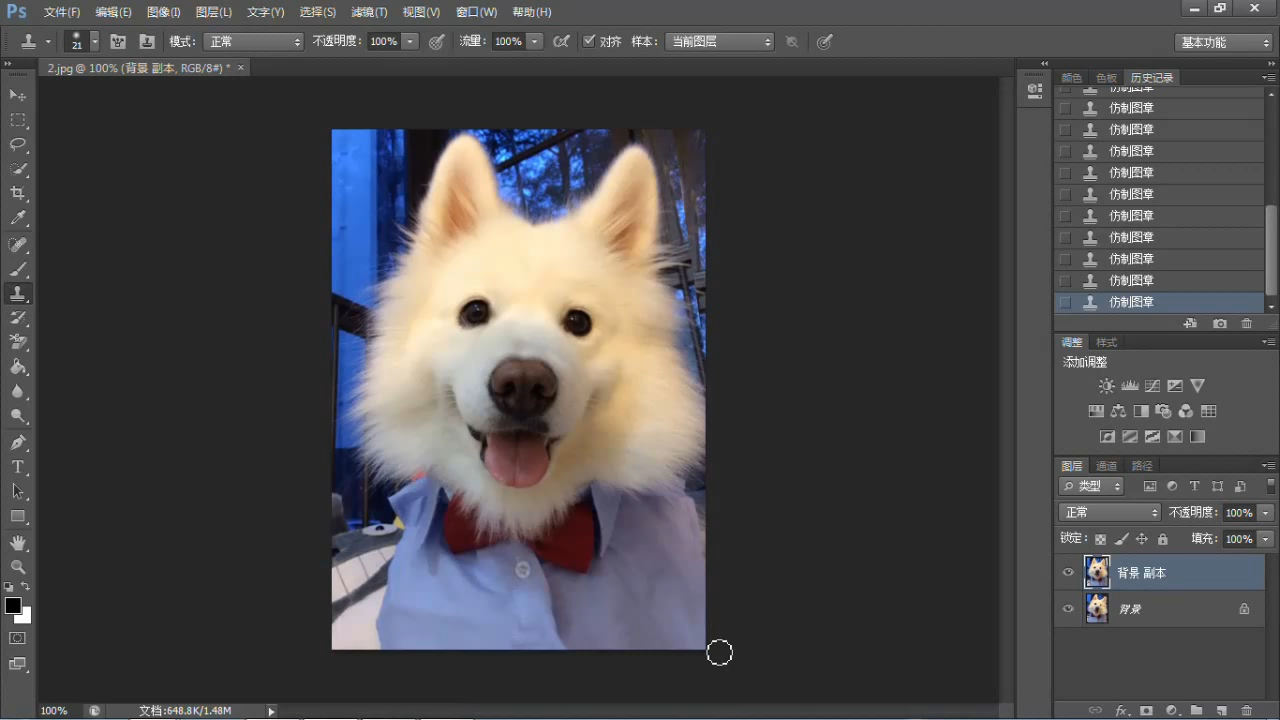 Ps 文件(F) 编辑(E) 图像(I) 图层(L) 文字(Y) 选择(S) 滤镜(T) 视图(V) 窗口(W) 帮助(H)
21 模式: 正常 不透明度: 100% 流量: 100% 对齐 样本: 当前图层 基本功能
2.jpg @ 100% (背景 副本, RGB/8#) * ×
颜色 色板 历史记录
仿制图章
仿制图章
仿制图章
仿制图章
仿制图章
仿制图章
仿制图章
仿制图章
仿制图章
仿制图章
仿制图章
调整 样式
添加调整
图层 通道 路径
类型
正常 不透明度: 100%
锁定: 填充: 100%
背景 副本
背景
100% 文档:648.8K/1.48M